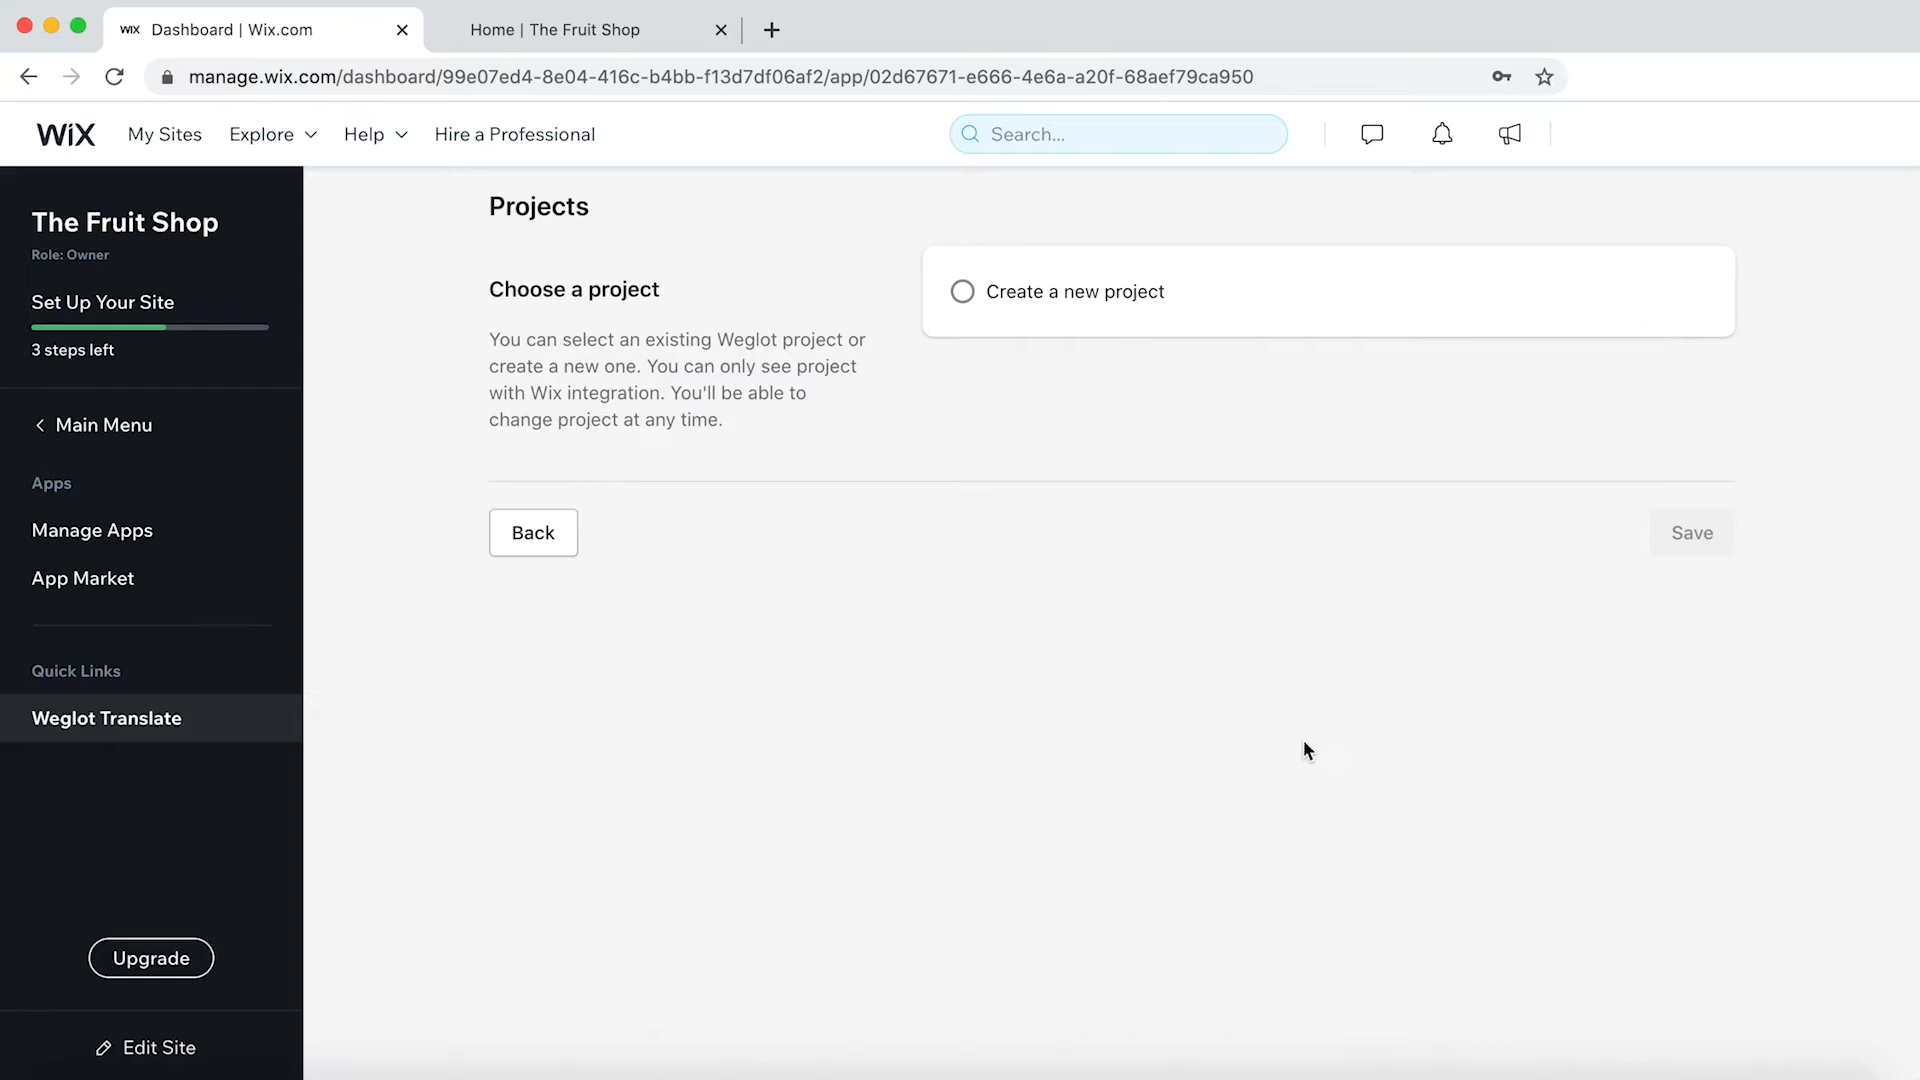 WiX Dashboard | Wix.com
Home | The Fruit Shop
manage.wix.com/dashboard/99e07ed4-8e04-416c-b4bb-f13d7df06af2/app/02d67671-e666-4e6a-a20f-68aef79ca950
WiX My Sites Explore Help Hire a Professional Search...
The Fruit Shop
Role: Owner
Set Up Your Site
3 steps left
Main Menu
Apps
Manage Apps
App Market
Quick Links
Weglot Translate
Upgrade
Edit Site
Projects
Choose a project
You can select an existing Weglot project or
create a new one. You can only see project
with Wix integration. You'll be able to
change project at any time.
Create a new project
Back
Save